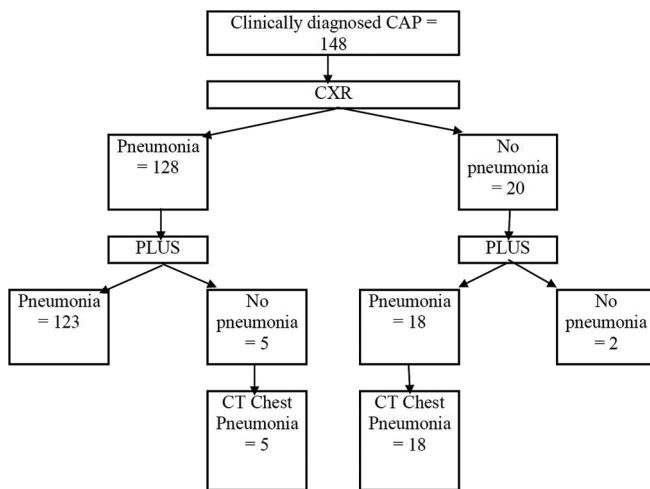 Clinically diagnosed CAP =
148
CXR
Pneumonia
= 128
No
pneumonia
= 20
PLUS
PLUS
Pneumonia
= 123
No
pneumonia
= 5
Pneumonia
= 18
No
pneumonia
= 2
CT Chest
Pneumonia
= 5
CT Chest
Pneumonia
= 18